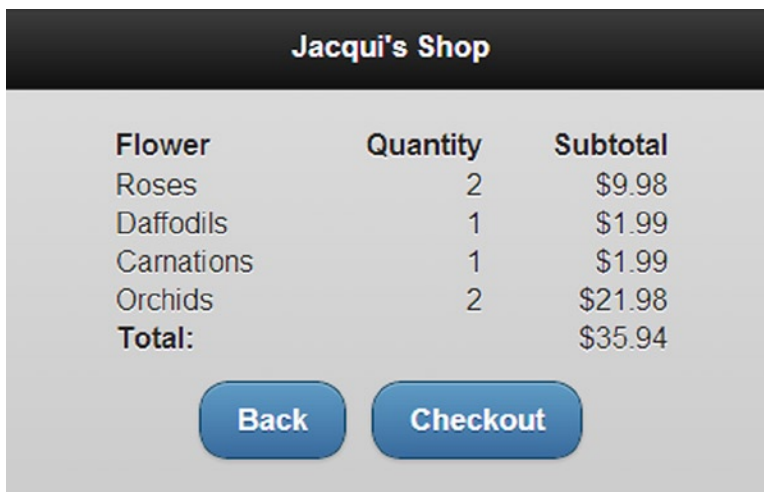 Jacqui's Shop
Flower Quantity Subtotal
Roses 2 $9.98
Daffodils 1 $1.99
Carnations 1 $1.99
Orchids 2 $21.98
Total: $35.94
Back Checkout